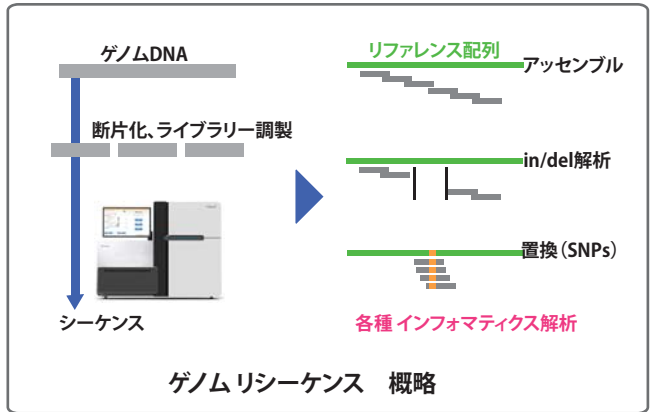 ゲノムDNA
断片化、ライブラリー調製
シーケンス
リファレンス配列
アッセンブル
in/del解析
置換（SNPs）
各種 インフォマティクス解析
ゲノム リシーケンス 概略